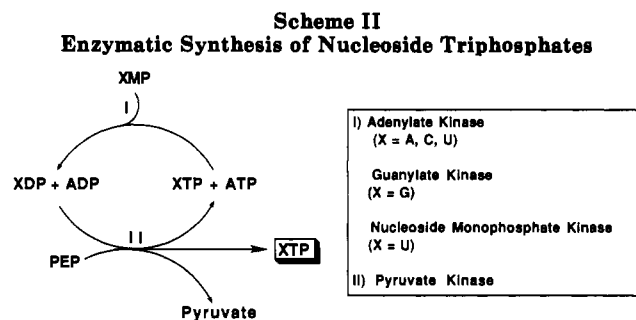 Scheme II
Enzymatic Synthesis of Nucleoside Triphosphates
XMP
I
XDP + ADP
XTP + ATP
II
PEP
XTP
Pyruvate
I) Adenylate Kinase
(X = A, C, U)
Guanylate Kinase
(X = G)
Nucleoside Monophosphate Kinase
(X = U)
II) Pyruvate Kinase